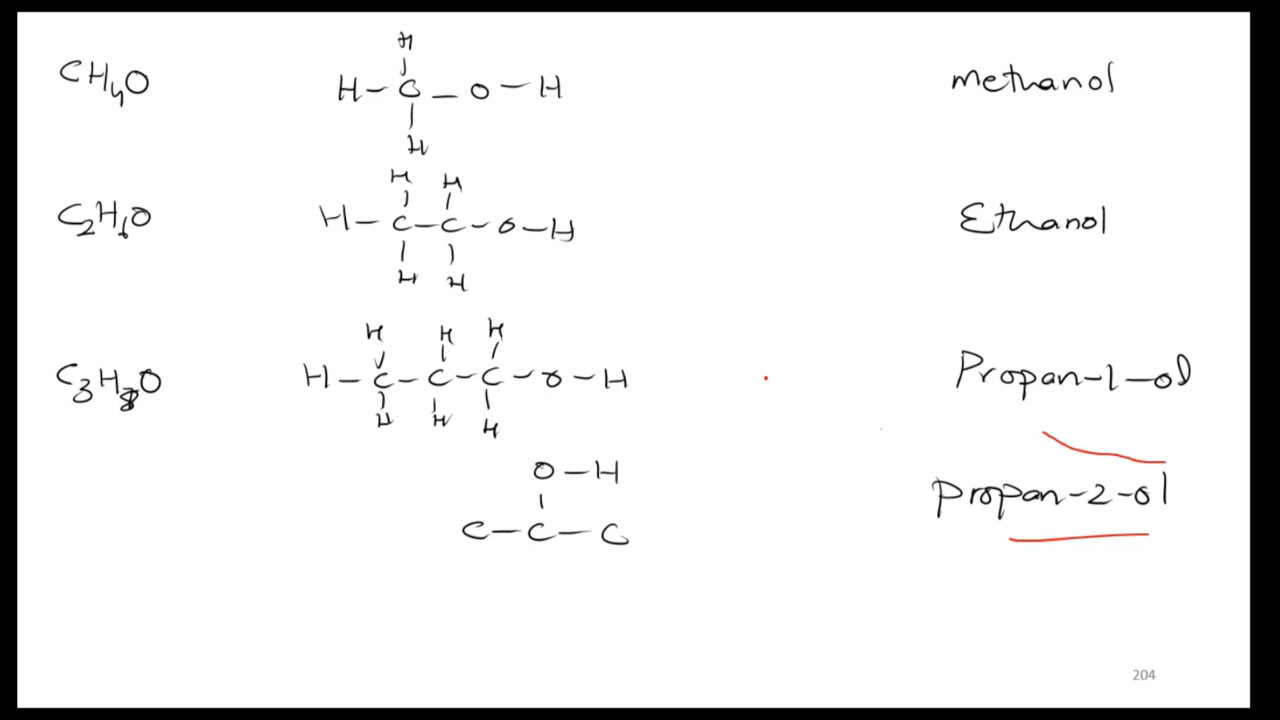 CH4O H-C-O-H methanol
H
H
C2H6O H-C-C-O-H Ethanol
H H
H H
C3H8O H-C-C-C-O-H Propan-1-ol
H H H
H H H
O-H
C-C-C propan-2-ol
204